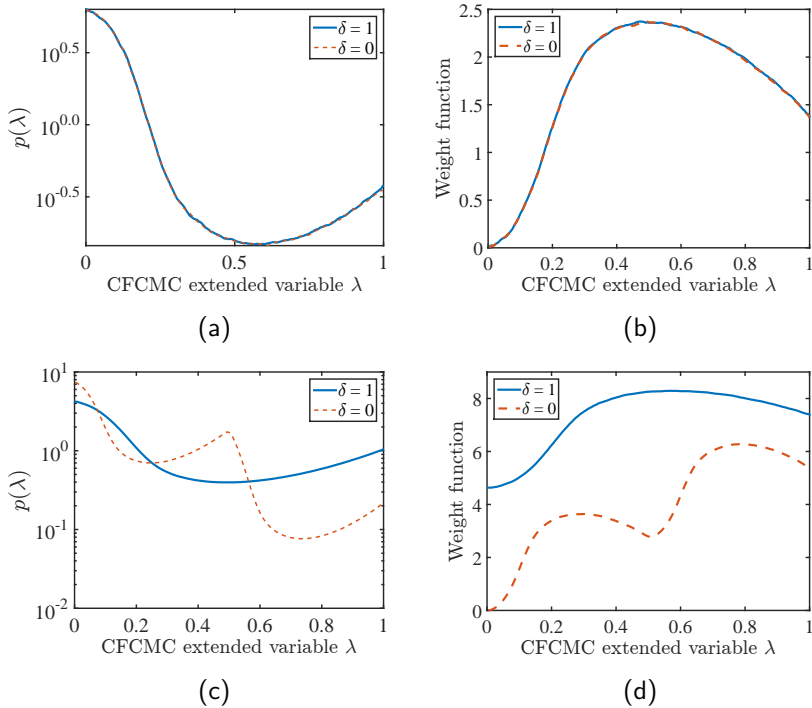 10^0.5
10^0.0
10^-0.5
p(λ)
δ = 1
δ = 0
0 0.5 1
CFCMC extended variable λ
(a)
2.5
2
1.5
1
0.5
0
Weight function
δ = 1
δ = 0
0 0.2 0.4 0.6 0.8 1
CFCMC extended variable λ
(b)
10^1
10^0
10^-1
10^-2
p(λ)
δ = 1
δ = 0
0 0.2 0.4 0.6 0.8 1
CFCMC extended variable λ
(c)
8
6
4
2
0
Weight function
δ = 1
δ = 0
0 0.2 0.4 0.6 0.8 1
CFCMC extended variable λ
(d)